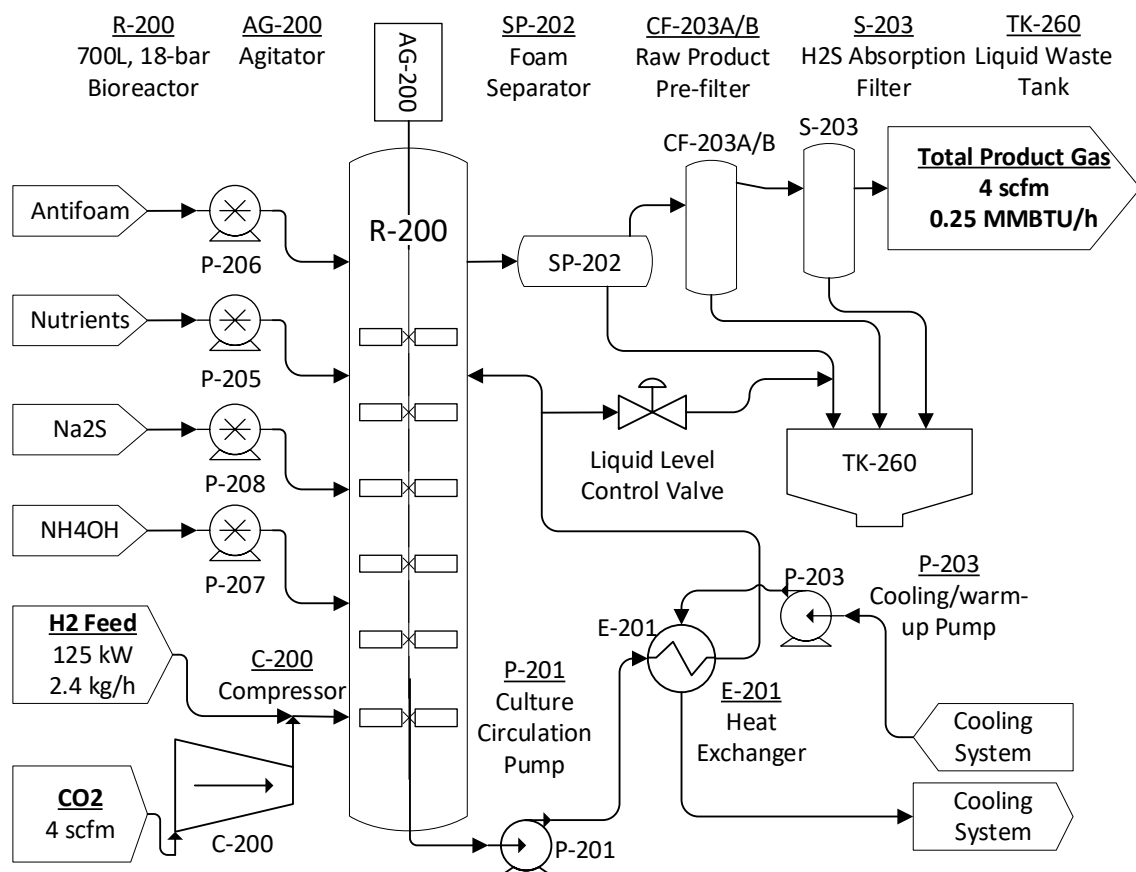 R-200
700L, 18-bar
Bioreactor
AG-200
Agitator
SP-202
Foam
Separator
CF-203A/B
Raw Product
Pre-filter
S-203
H2S Absorption
Filter
TK-260
Liquid Waste
Tank
AG-200
CF-203A/B
S-203
Total Product Gas
4 scfm
0.25 MMBTU/h
Antifoam
P-206
R-200
SP-202
Nutrients
P-205
Na2S
P-208
Liquid Level
Control Valve
TK-260
NH4OH
P-207
H2 Feed
125 kW
2.4 kg/h
C-200
Compressor
P-201
Culture
Circulation
Pump
E-201
E-201
Heat
Exchanger
P-203
P-203
Cooling/warm-
up Pump
Cooling
System
Cooling
System
CO2
4 scfm
C-200
P-201